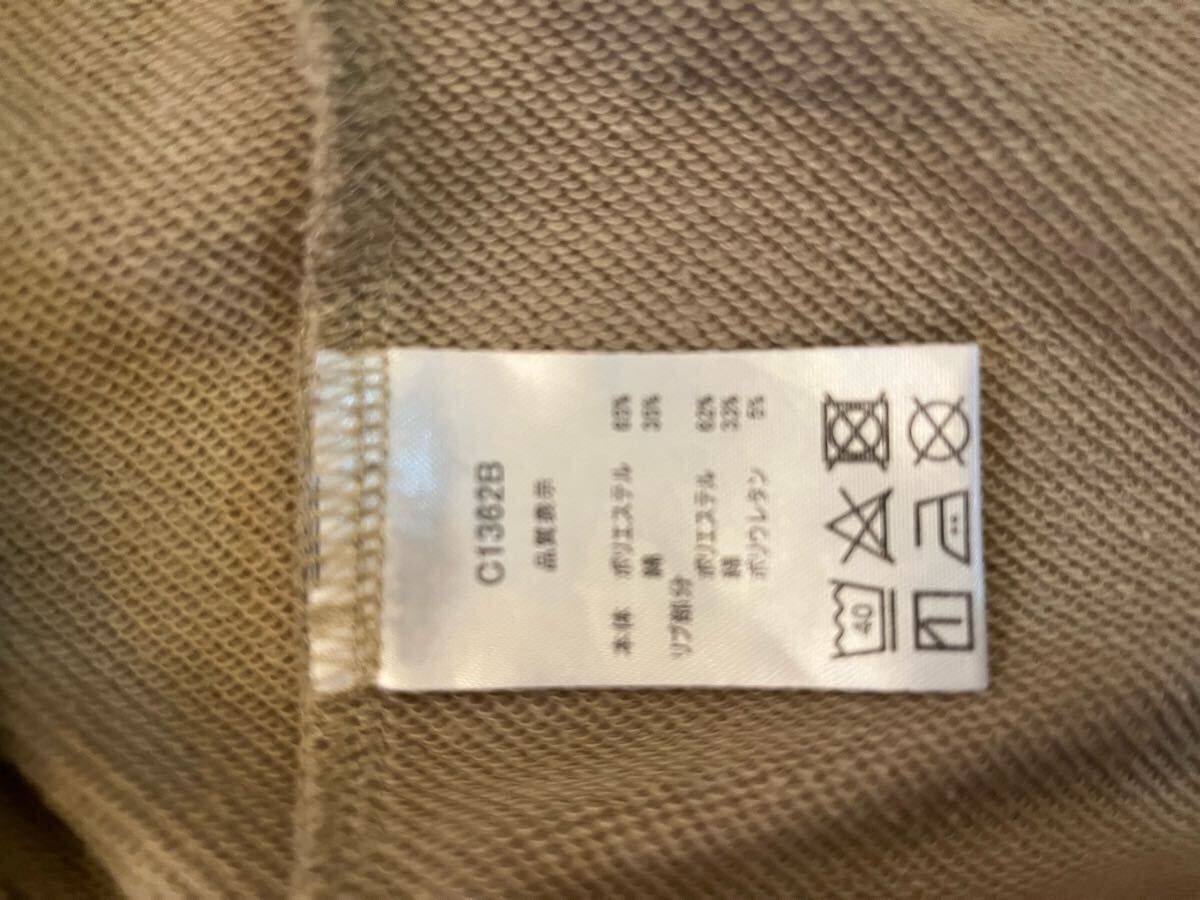 C1362B
品質表示
本体 ポリエステル 65%
綿 35%
リブ部分
ポリエステル 62%
綿 33%
ポリウレタン 5%
40